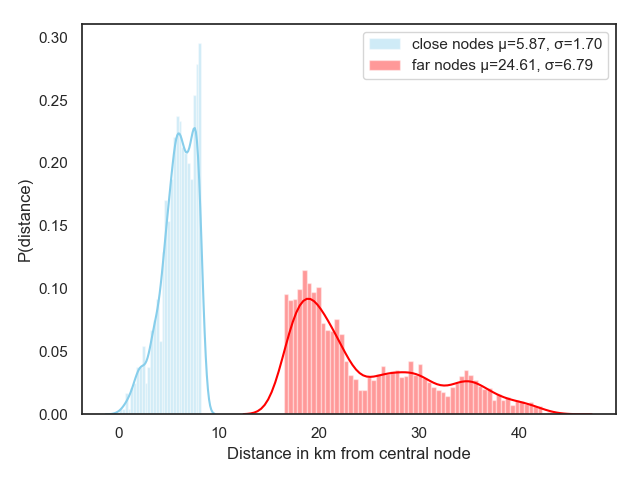 close nodes μ=5.87, σ=1.70
far nodes μ=24.61, σ=6.79
P(distance)
0.30
0.25
0.20
0.15
0.10
0.05
0.00
0 10 20 30 40
Distance in km from central node